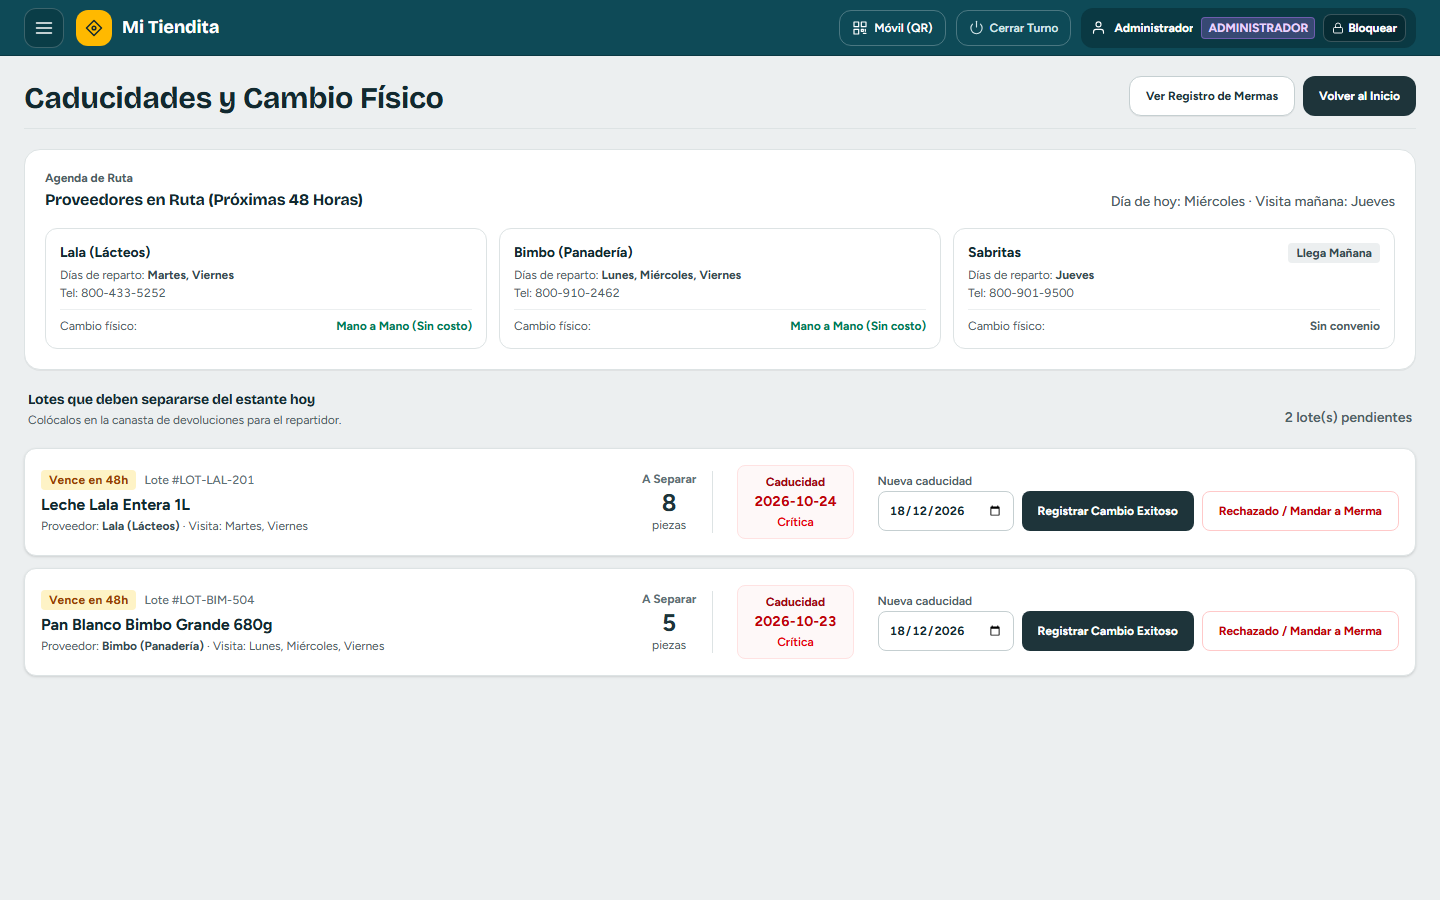 Mi Tiendita
Móvil (QR)
Cerrar Turno
Administrador
ADMINISTRADOR
Bloquear
Caducidades y Cambio Físico
Ver Registro de Mermas
Volver al Inicio
Agenda de Ruta
Proveedores en Ruta (Próximas 48 Horas)
Día de hoy: Miércoles · Visita mañana: Jueves
Lala (Lácteos)
Días de reparto: Martes, Viernes
Tel: 800-433-5252
Cambio físico: Mano a Mano (Sin costo)
Bimbo (Panadería)
Días de reparto: Lunes, Miércoles, Viernes
Tel: 800-910-2462
Cambio físico: Mano a Mano (Sin costo)
Sabritas
Llega Mañana
Días de reparto: Jueves
Tel: 800-901-9500
Cambio físico: Sin convenio
Lotes que deben separarse del estante hoy
Colócalos en la canasta de devoluciones para el repartidor.
2 lote(s) pendientes
Vence en 48h Lote #LOT-LAL-201
Leche Lala Entera 1L
Proveedor: Lala (Lácteos) · Visita: Martes, Viernes
A Separar
8
piezas
Caducidad
2026-10-24
Crítica
Nueva caducidad
18/12/2026
Registrar Cambio Exitoso
Rechazado / Mandar a Merma
Vence en 48h Lote #LOT-BIM-504
Pan Blanco Bimbo Grande 680g
Proveedor: Bimbo (Panadería) · Visita: Lunes, Miércoles, Viernes
A Separar
5
piezas
Caducidad
2026-10-23
Crítica
Nueva caducidad
18/12/2026
Registrar Cambio Exitoso
Rechazado / Mandar a Merma